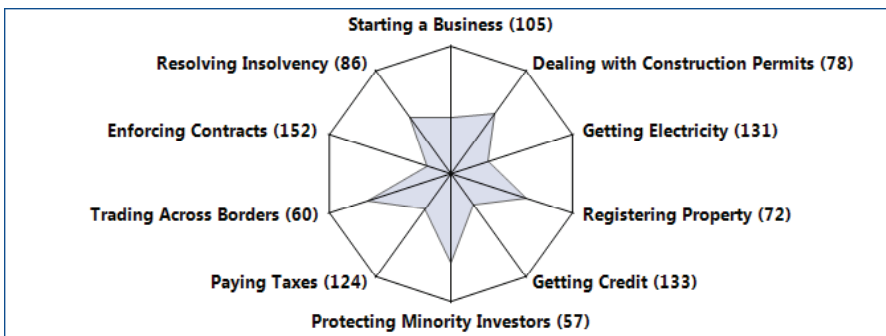 Starting a Business (105)
Resolving Insolvency (86)
Dealing with Construction Permits (78)
Enforcing Contracts (152)
Getting Electricity (131)
Trading Across Borders (60)
Registering Property (72)
Paying Taxes (124)
Getting Credit (133)
Protecting Minority Investors (57)